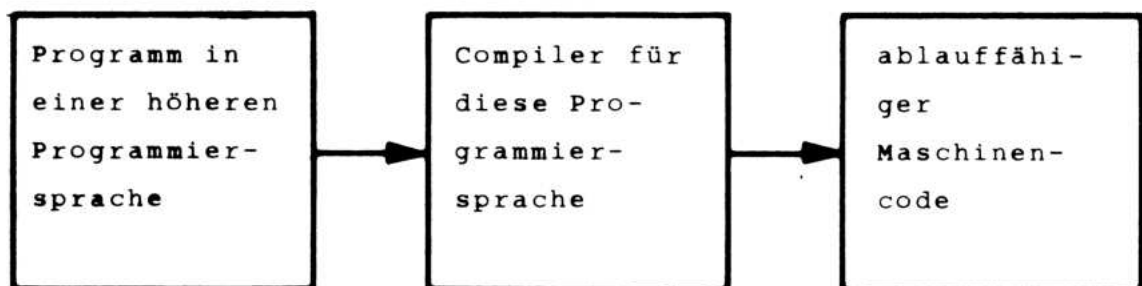 Programm in
einer höheren
Programmier-
sprache
Compiler für
diese Pro-
grammier-
sprache
ablauffähi-
ger
Maschinen-
code